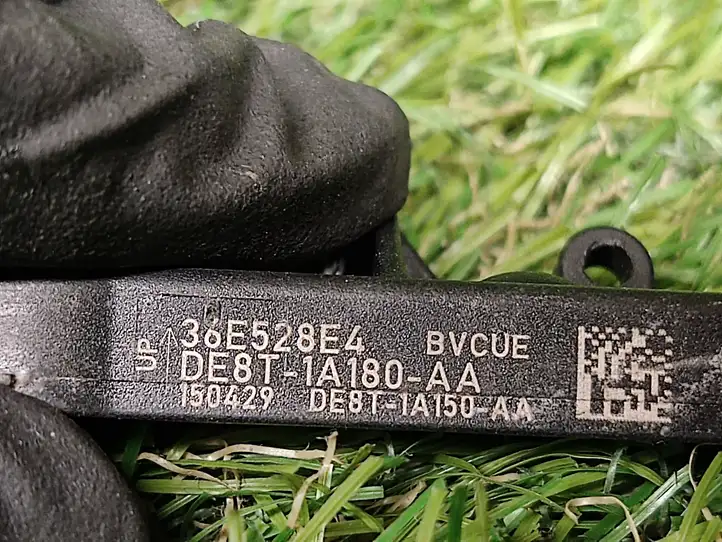 UP
36E528E4 BVCUE
DE8T-1A180-AA
150429 DE8T-1A150-AA